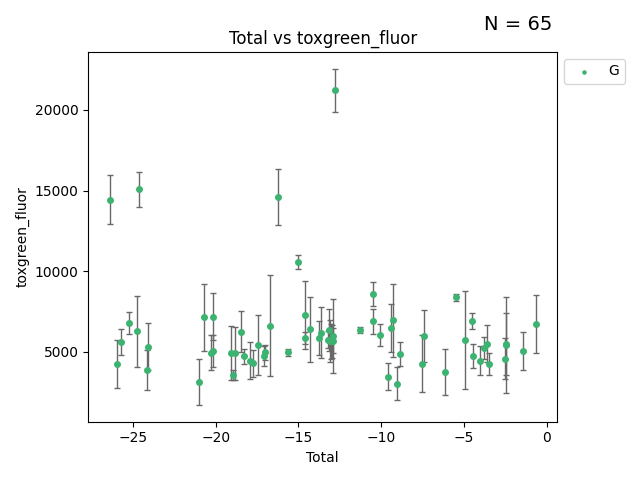 N = 65
Total vs toxgreen_fluor
G
toxgreen_fluor
20000
15000
10000
5000
−25 −20 −15 −10 −5 0
Total